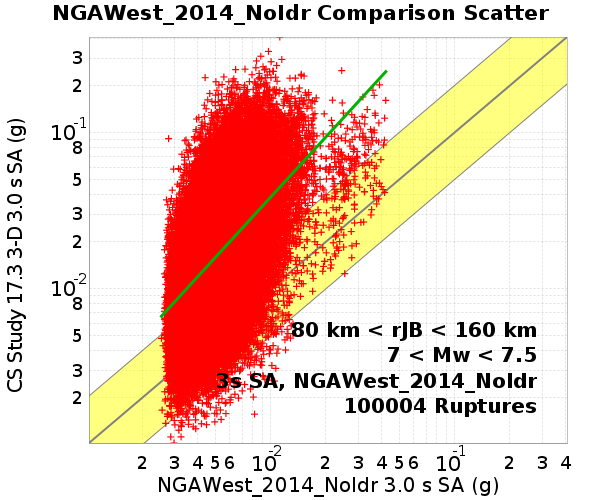 NGAWest_2014_NoIdr Comparison Scatter
CS Study 17.3 3-D 3.0 s SA (g)
3
2
10-1
8
5
3
2
10-2
8
5
3
2
80 km < rJB < 160 km
7 < Mw < 7.5
3s SA, NGAWest_2014_NoIdr
100004 Ruptures
2 3 4 5 6 10-2 2 3 4 5 6 10-1 2 3 4
NGAWest_2014_NoIdr 3.0 s SA (g)